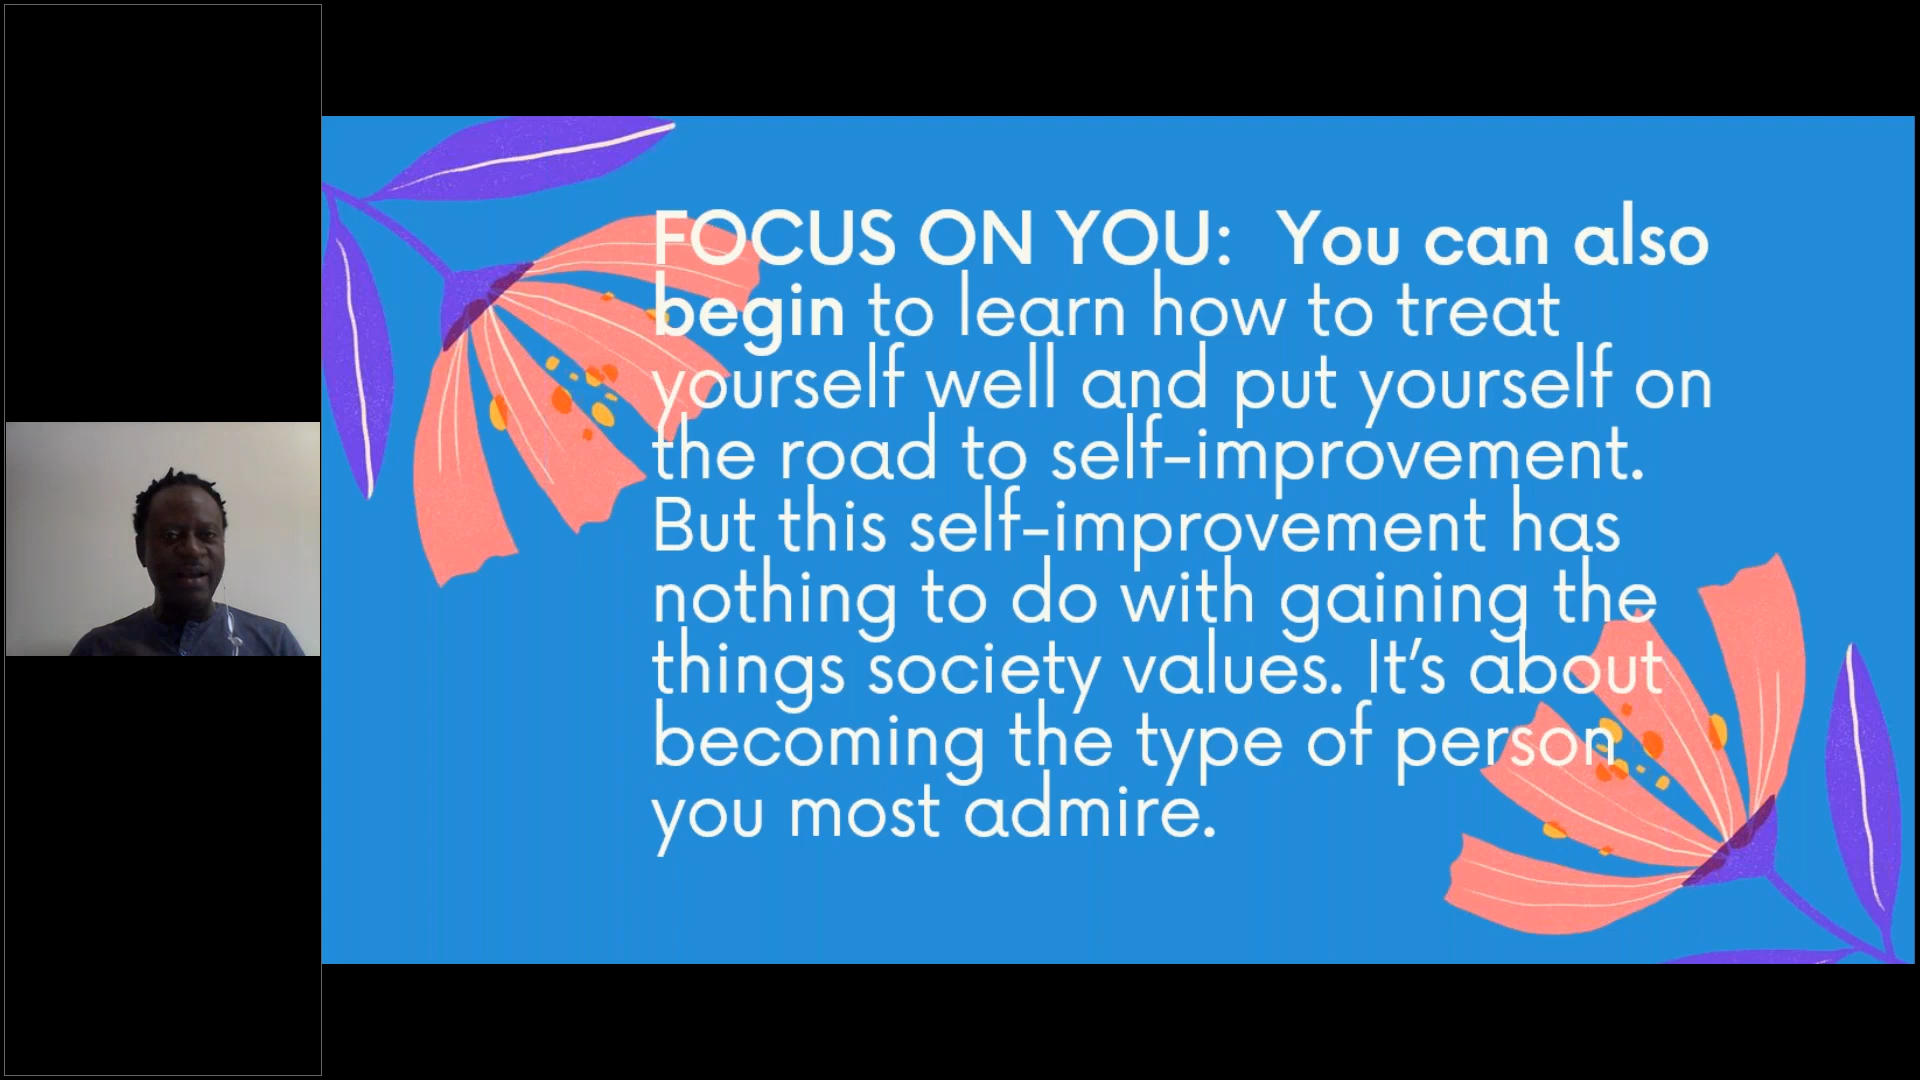 FOCUS ON YOU: You can also
begin to learn how to treat
yourself well and put yourself on
the road to self-improvement.
But this self-improvement has
nothing to do with gaining the
things society values. It’s about
becoming the type of person
you most admire.